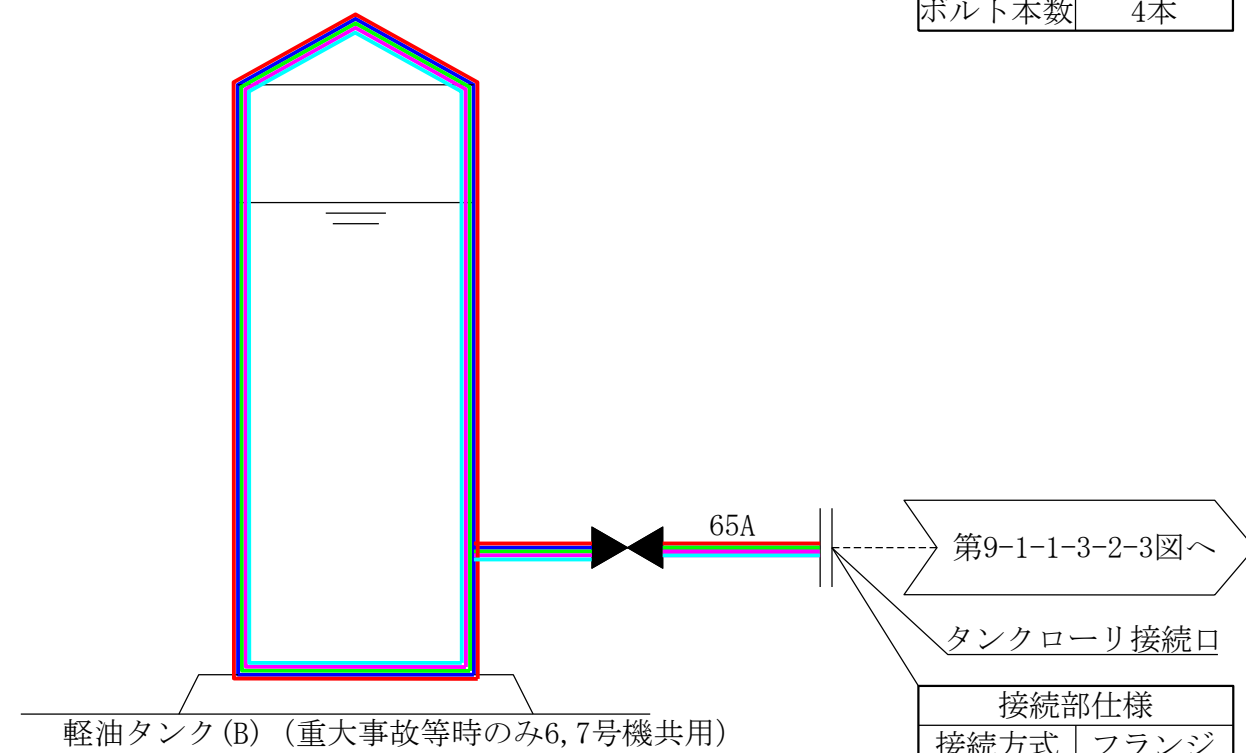 ボルト本数 4本
65A
第9-1-1-3-2-3図へ
タンクローリ接続口
接続部仕様
接続方式 フランジ
軽油タンク(B) (重大事故等時のみ6,7号機共用)